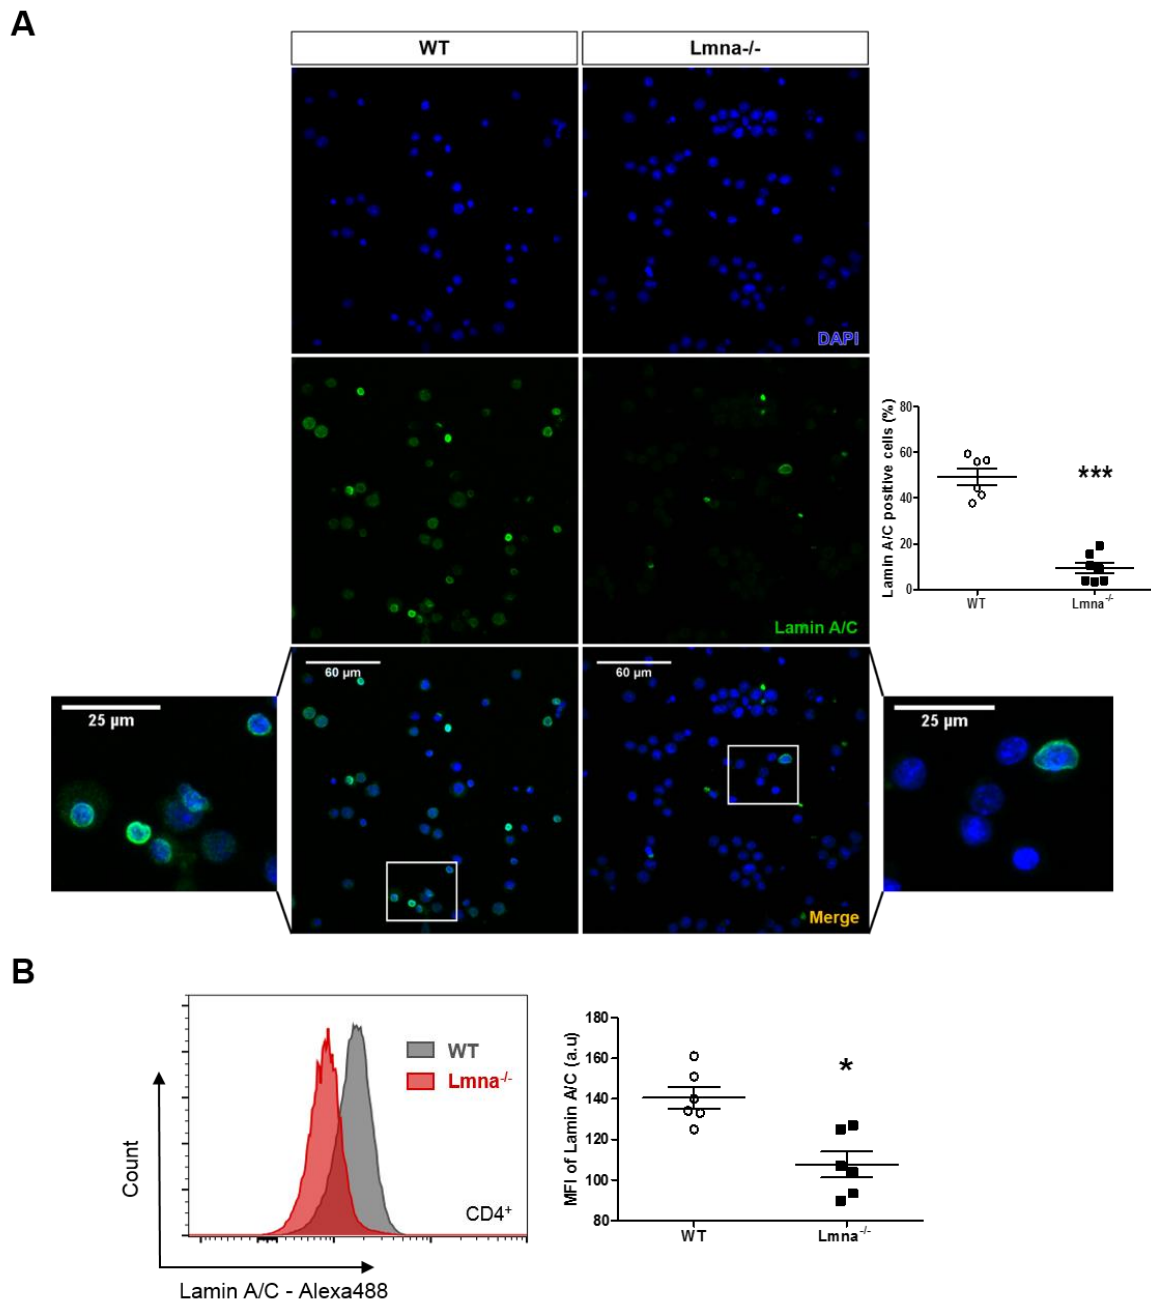 A
WT
Lmna-/-
DAPI
Lamin A/C
Lamin A/C positive cells (%)
80
60
40
20
0
WT
Lmna-/-
60 µm
60 µm
25 µm
25 µm
***
Merge
B
WT
Lmna-/-
CD4+
Count
Lamin A/C - Alexa488
MFI of Lamin A/C (a.u)
180
160
140
120
100
80
*
WT
Lmna-/-